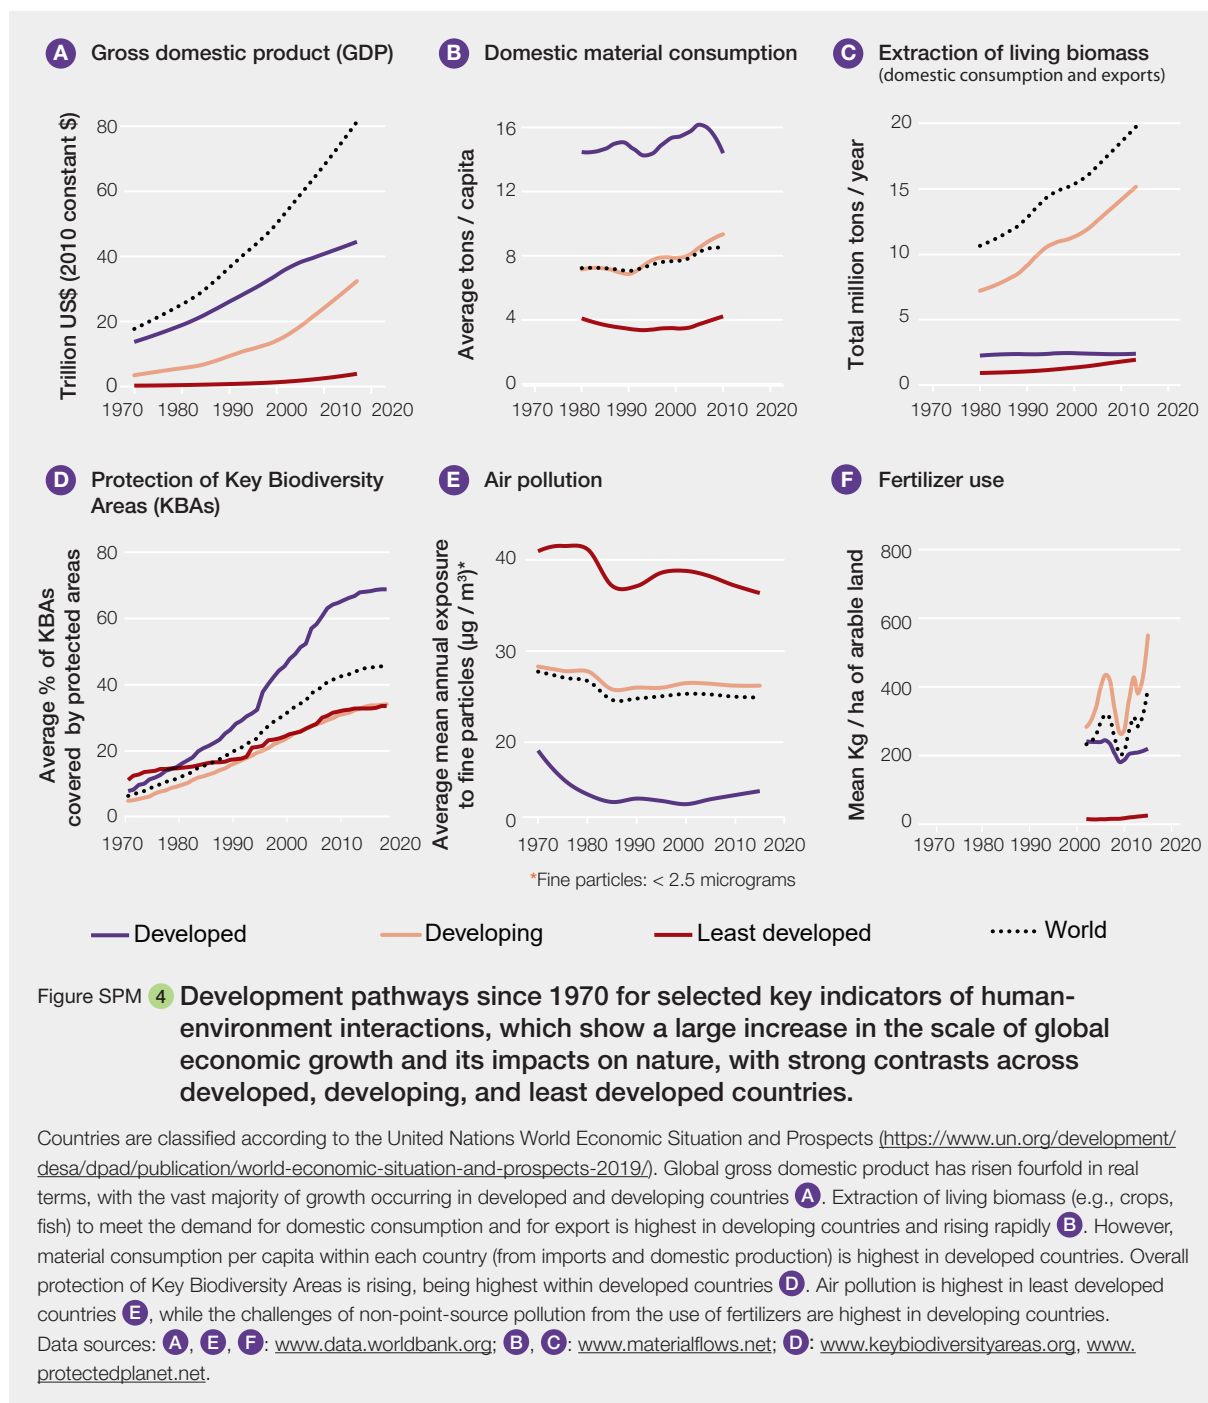 A Gross domestic product (GDP)
Trillion US$ (2010 constant $)
80
60
40
20
0
1970 1980 1990 2000 2010 2020
B Domestic material consumption
Average tons / capita
16
12
8
4
0
1970 1980 1990 2000 2010 2020
C Extraction of living biomass
(domestic consumption and exports)
Total million tons / year
20
15
10
5
0
1970 1980 1990 2000 2010 2020
D Protection of Key Biodiversity
Areas (KBAs)
Average % of KBAs
covered by protected areas
80
60
40
20
0
1970 1980 1990 2000 2010 2020
E Air pollution
Average mean annual exposure
to fine particles (µg / m³)*
40
30
20
0
1970 1980 1990 2000 2010 2020
*Fine particles: < 2.5 micrograms
F Fertilizer use
Mean Kg / ha of arable land
800
600
400
200
0
1970 1980 1990 2000 2010 2020
Developed
Developing
Least developed
World
Figure SPM 4 Development pathways since 1970 for selected key indicators of human-
environment interactions, which show a large increase in the scale of global
economic growth and its impacts on nature, with strong contrasts across
developed, developing, and least developed countries.
Countries are classified according to the United Nations World Economic Situation and Prospects (https://www.un.org/development/
desa/dpad/publication/world-economic-situation-and-prospects-2019/). Global gross domestic product has risen fourfold in real
terms, with the vast majority of growth occurring in developed and developing countries A. Extraction of living biomass (e.g., crops,
fish) to meet the demand for domestic consumption and for export is highest in developing countries and rising rapidly B. However,
material consumption per capita within each country (from imports and domestic production) is highest in developed countries. Overall
protection of Key Biodiversity Areas is rising, being highest within developed countries D. Air pollution is highest in least developed
countries E, while the challenges of non-point-source pollution from the use of fertilizers are highest in developing countries.
Data sources: A, E, F: www.data.worldbank.org; B, C: www.materialflows.net; D: www.keybiodiversityareas.org, www.
protectedplanet.net.